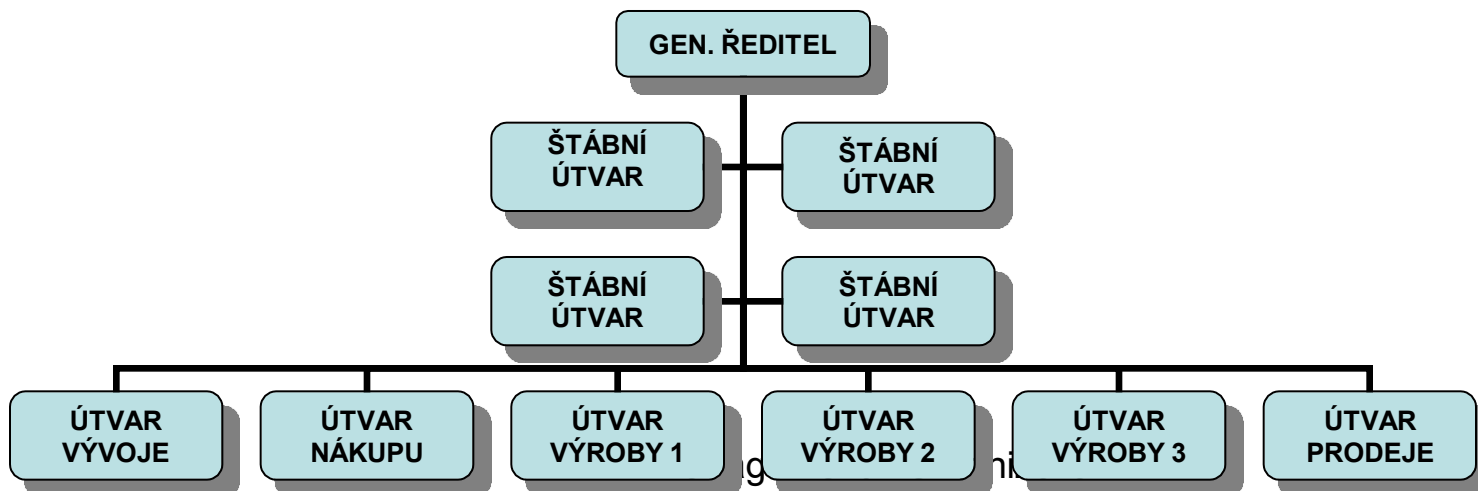 GEN. ŘEDITEL
ŠTÁBNÍ
ÚTVAR
ŠTÁBNÍ
ÚTVAR
ŠTÁBNÍ
ÚTVAR
ŠTÁBNÍ
ÚTVAR
ÚTVAR
VÝVOJE
ÚTVAR
NÁKUPU
ÚTVAR
VÝROBY 1
ÚTVAR
VÝROBY 2
ÚTVAR
VÝROBY 3
ÚTVAR
PRODEJE